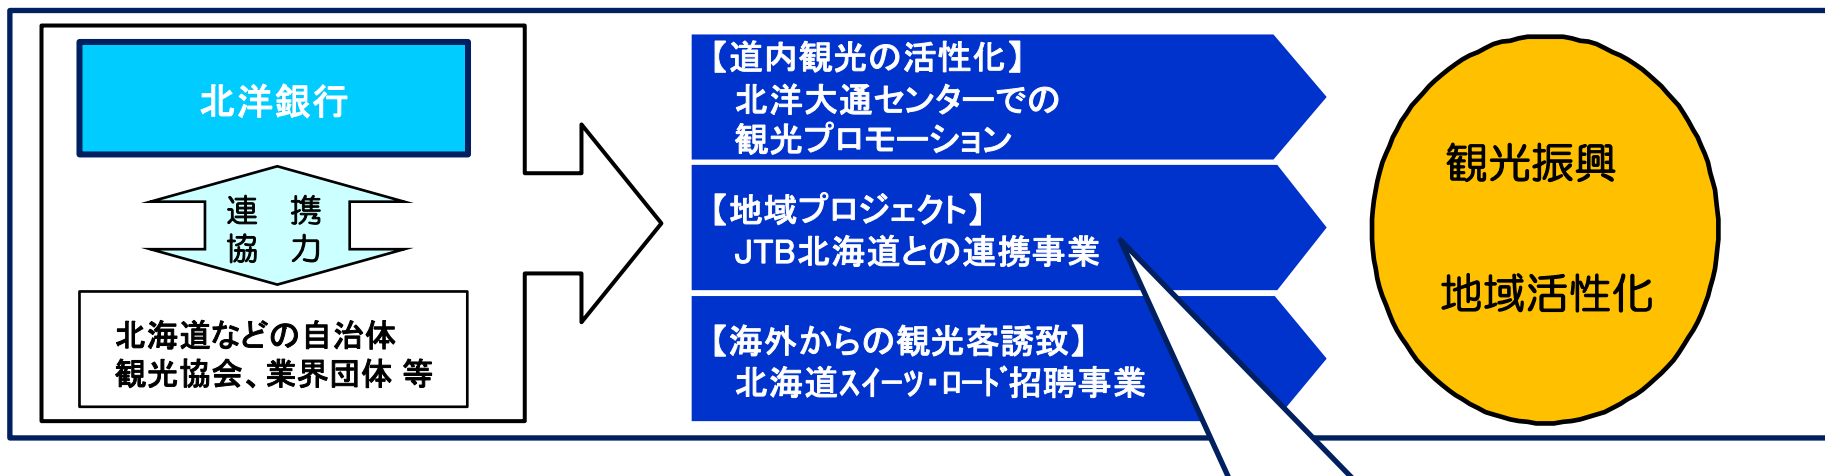 北洋銀行
連 携
協 力
北海道などの自治体
観光協会、業界団体 等
【道内観光の活性化】
北洋大通センターでの
観光プロモーション
【地域プロジェクト】
JTB北海道との連携事業
【海外からの観光客誘致】
北海道スイーツ・ロード招聘事業
観光振興
地域活性化